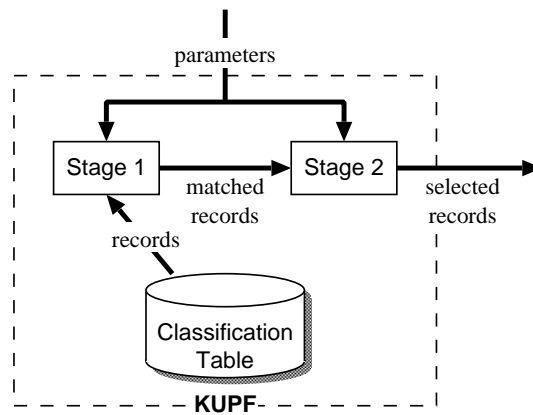 parameters
Stage 1
Stage 2
matched
records
selected
records
records
Classification
Table
KUPF